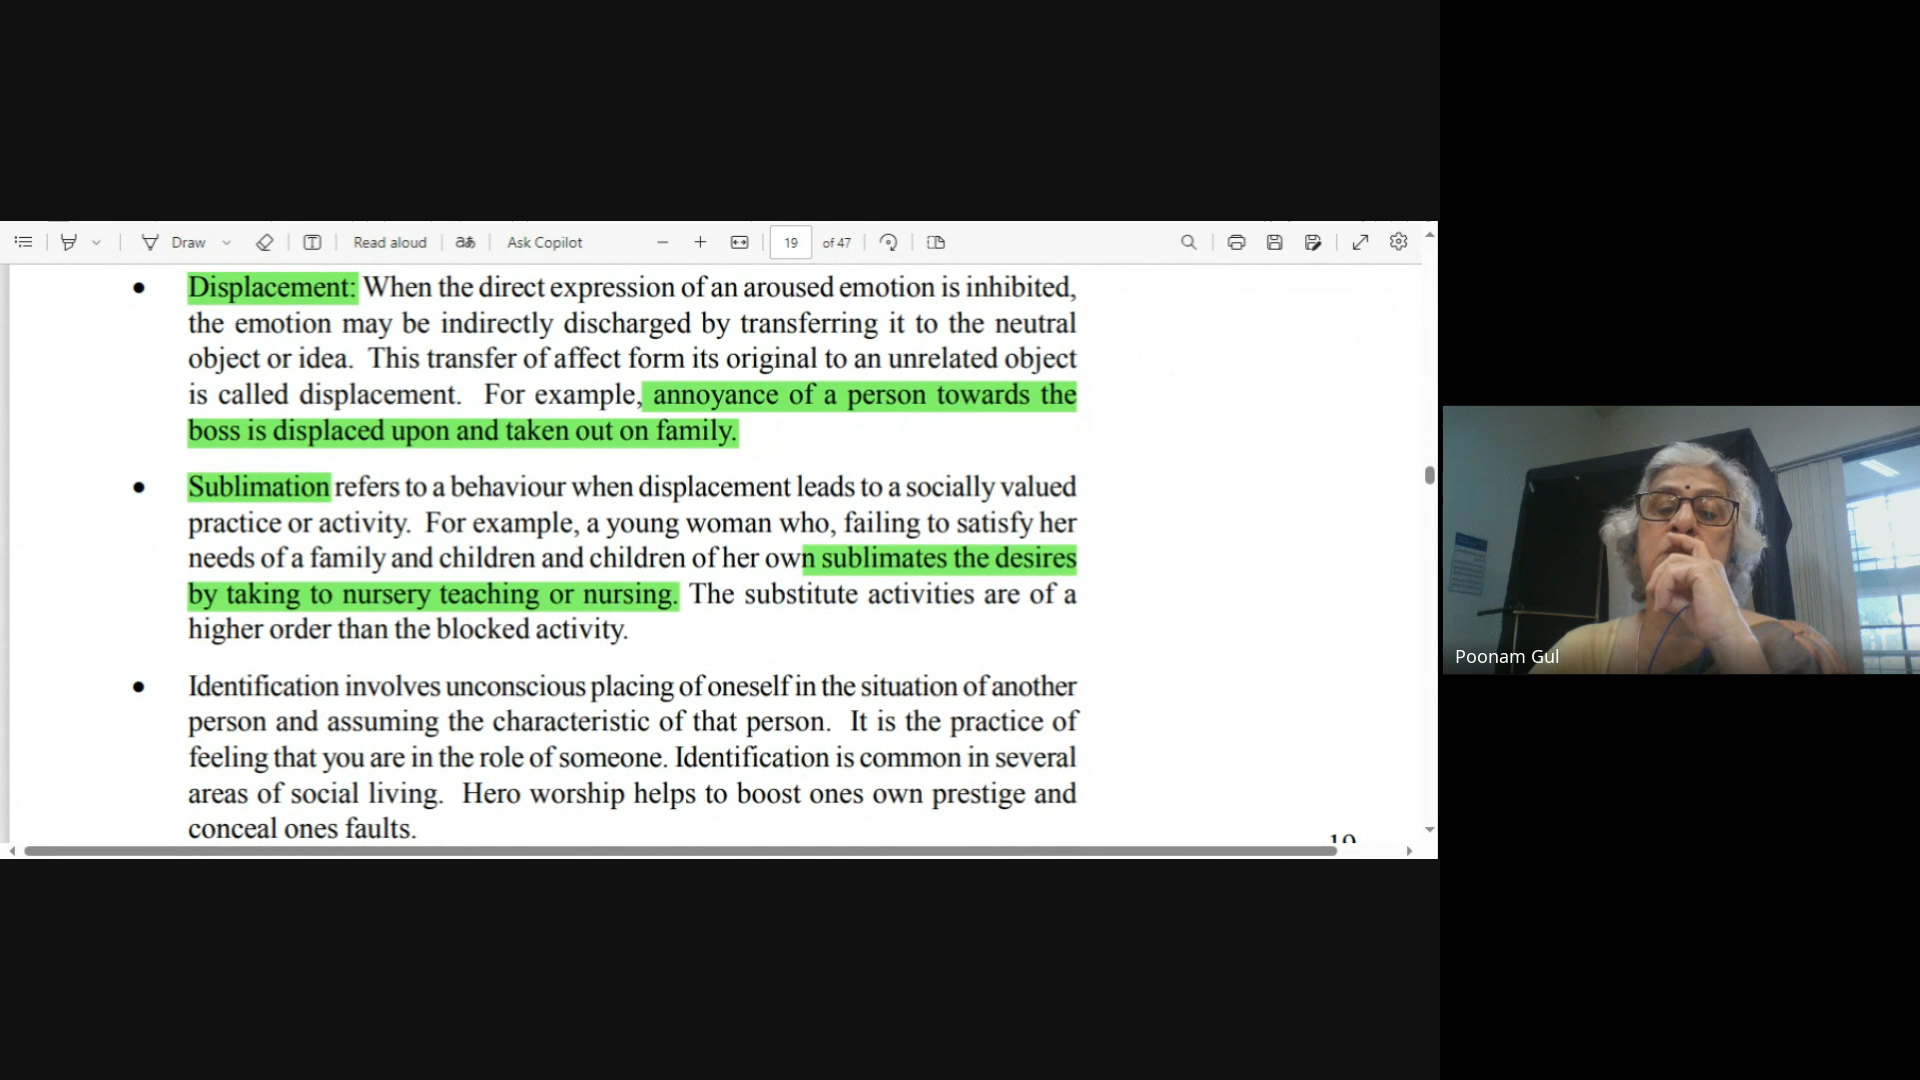 Draw
Read aloud
Ask Copilot
19 of 47
• Displacement: When the direct expression of an aroused emotion is inhibited,
the emotion may be indirectly discharged by transferring it to the neutral
object or idea. This transfer of affect form its original to an unrelated object
is called displacement. For example, annoyance of a person towards the
boss is displaced upon and taken out on family.
• Sublimation refers to a behaviour when displacement leads to a socially valued
practice or activity. For example, a young woman who, failing to satisfy her
needs of a family and children and children of her own sublimates the desires
by taking to nursery teaching or nursing. The substitute activities are of a
higher order than the blocked activity.
• Identification involves unconscious placing of oneself in the situation of another
person and assuming the characteristic of that person. It is the practice of
feeling that you are in the role of someone. Identification is common in several
areas of social living. Hero worship helps to boost ones own prestige and
conceal ones faults.
Poonam Gul